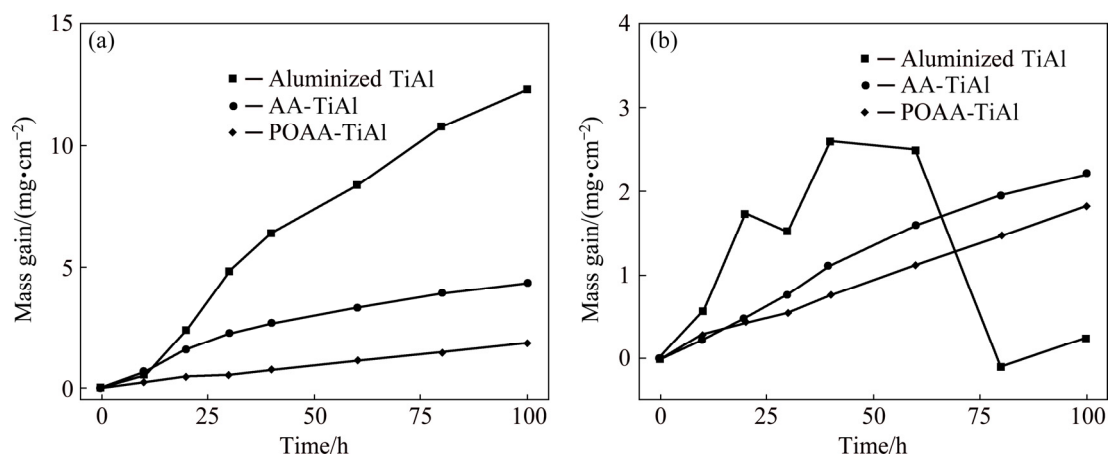 (a)
15
10
5
0
Mass gain/(mg•cm⁻²)
Aluminized TiAl
AA-TiAl
POAA-TiAl
0 25 50 75 100
Time/h
(b)
4
3
2
1
0
Mass gain/(mg•cm⁻²)
Aluminized TiAl
AA-TiAl
POAA-TiAl
0 25 50 75 100
Time/h